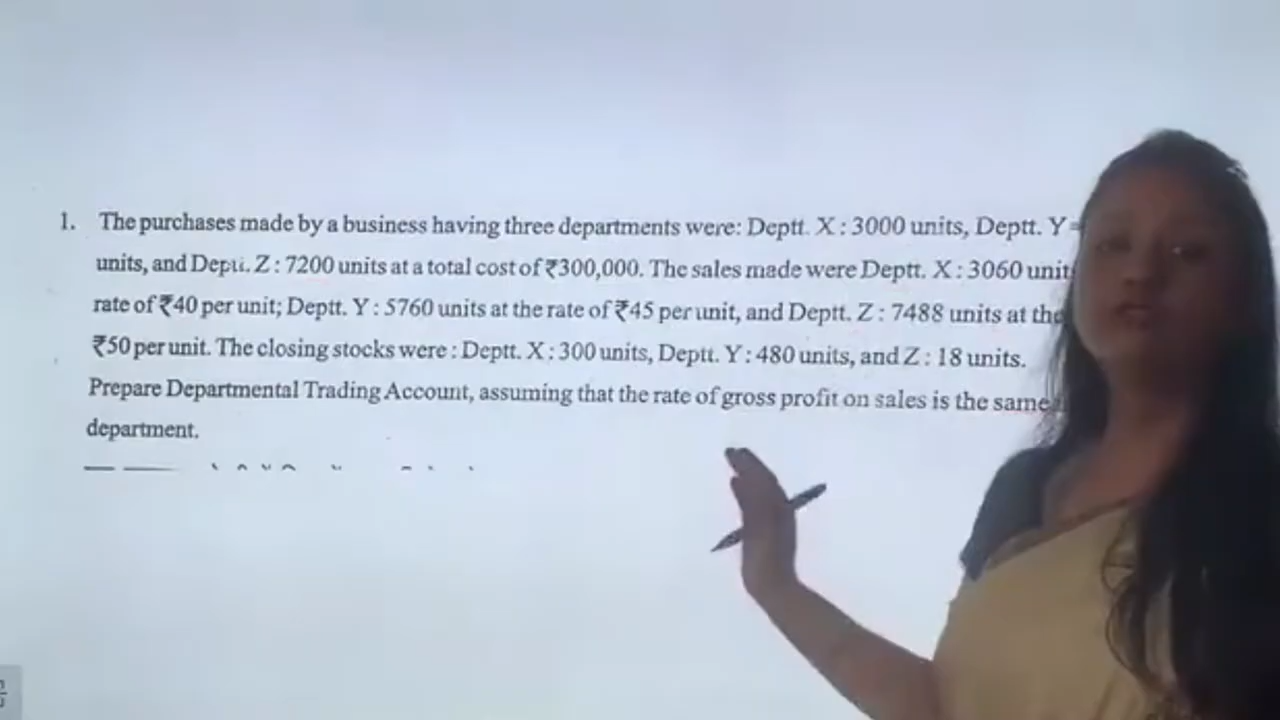 1. The purchases made by a business having three departments were: Deptt. X : 3000 units, Deptt. Y
units, and Deptt. Z : 7200 units at a total cost of ₹300,000. The sales made were Deptt. X : 3060
rate of ₹40 per unit; Deptt. Y : 5760 units at the rate of ₹45 per unit, and Deptt. Z : 7488 units at the
₹50 per unit. The closing stocks were : Deptt. X : 300 units, Deptt. Y : 480 units, and Z : 18 units.
Prepare Departmental Trading Account, assuming that the rate of gross profit on sales is the same
department.